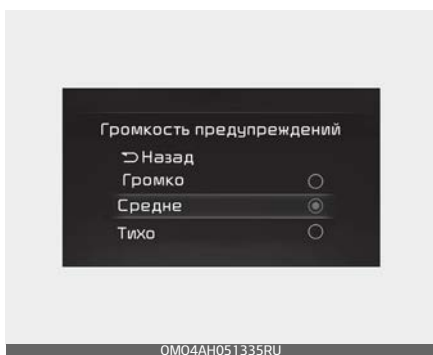 Громкость предупреждений
Назад
Громко
Средне
Тихо
OMO4AH051335RU